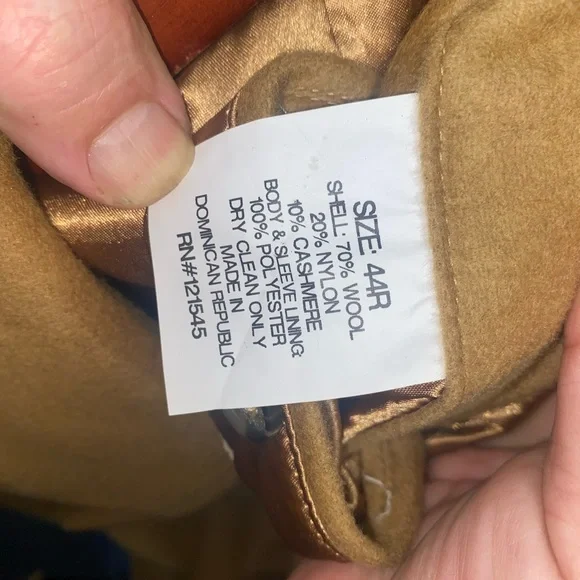 SIZE: 44R
SHELL: 70% WOOL
20% NYLON
10% CASHMERE
BODY & SLEEVE LINING:
100% POLYESTER
DRY CLEAN ONLY
MADE IN
DOMINICAN REPUBLIC
RN#121545